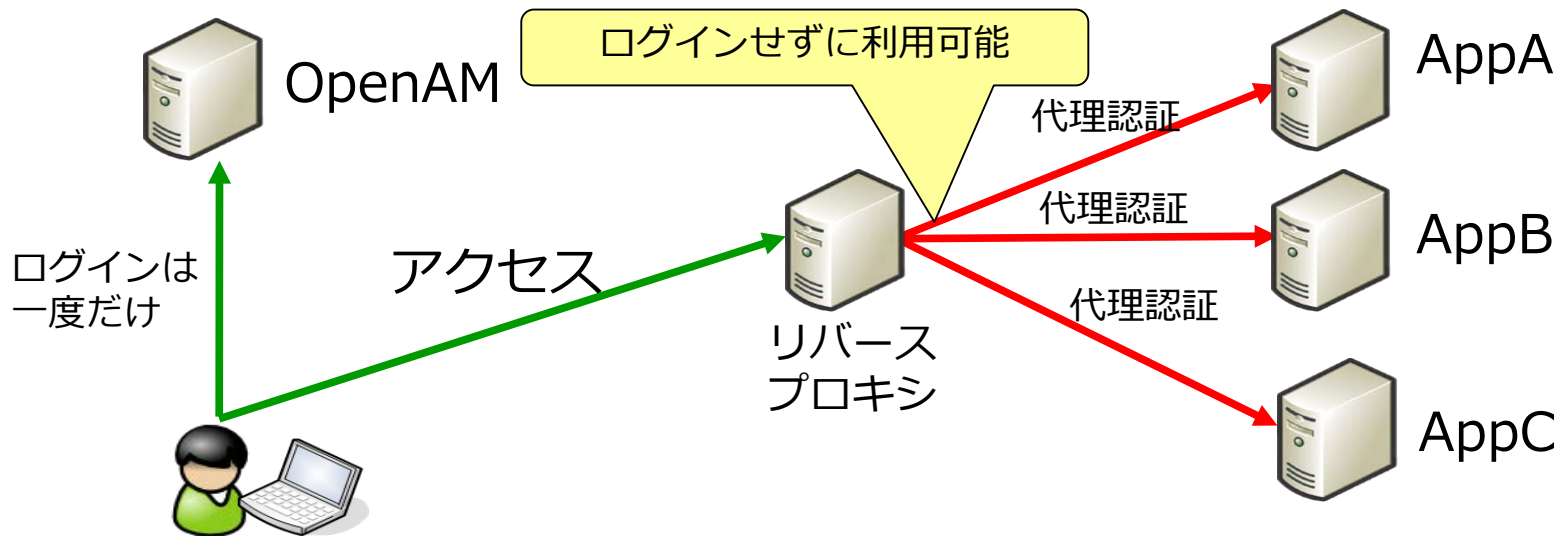 ログインせずに利用可能
OpenAM
AppA
代理認証
代理認証
AppB
ログインは
一度だけ
アクセス
代理認証
リバース
プロキシ
AppC